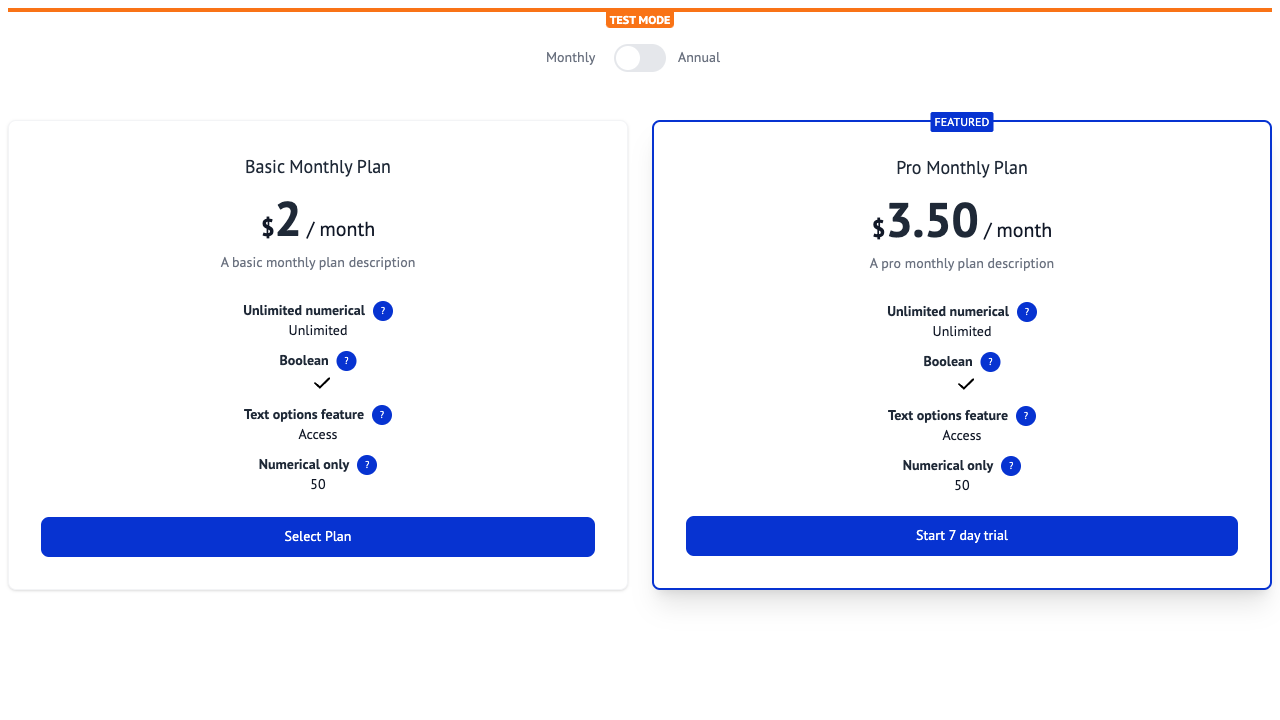 TEST MODE
Monthly
Annual
Basic Monthly Plan
$2 / month
A basic monthly plan description
Unlimited numerical ?
Unlimited
Boolean ?
Text options feature ?
Access
Numerical only ?
50
Select Plan
FEATURED
Pro Monthly Plan
$3.50 / month
A pro monthly plan description
Unlimited numerical ?
Unlimited
Boolean ?
Text options feature ?
Access
Numerical only ?
50
Start 7 day trial